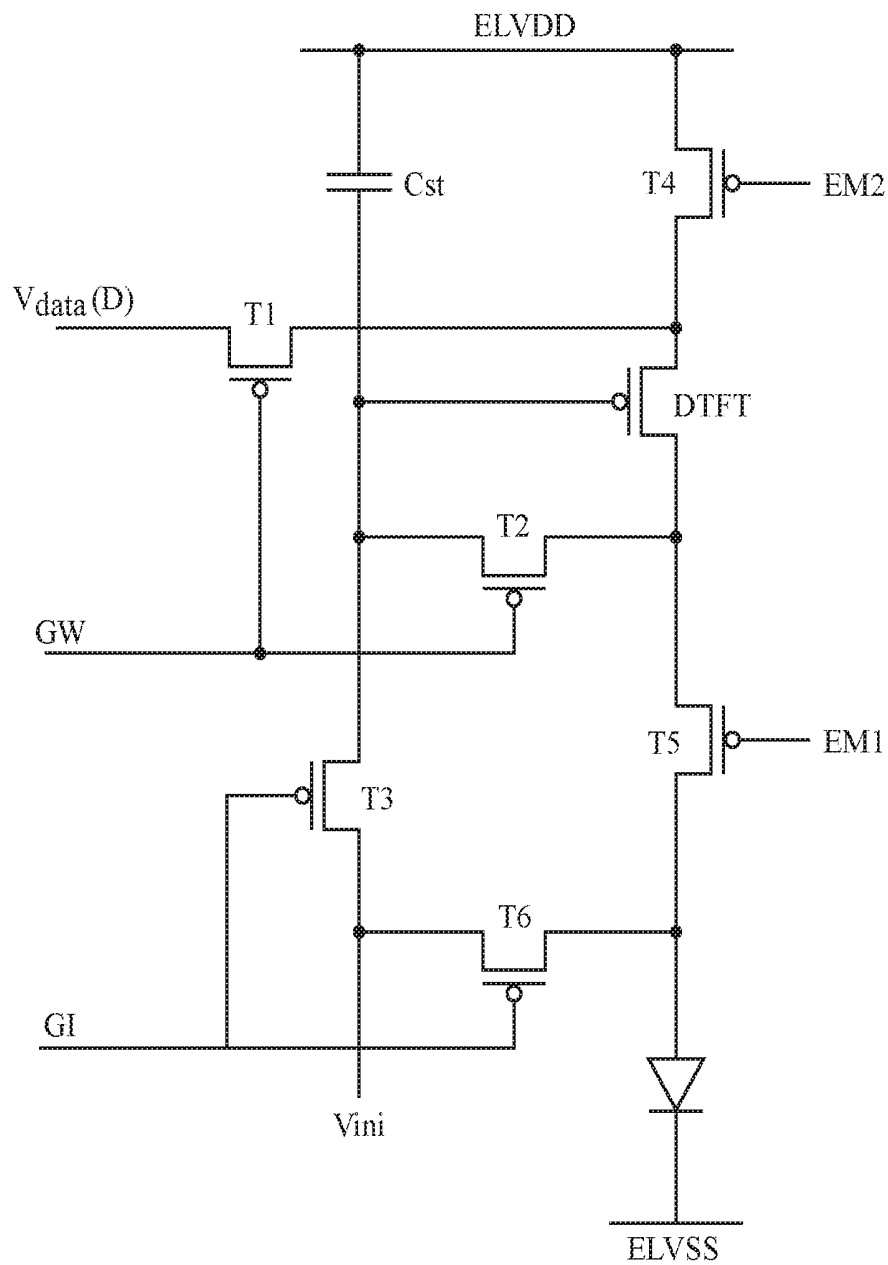 ELVDD
Cst
T4
EM2
Vdata (D)
T1
DTFT
T2
GW
T5
EM1
T3
T6
GI
Vini
ELVSS